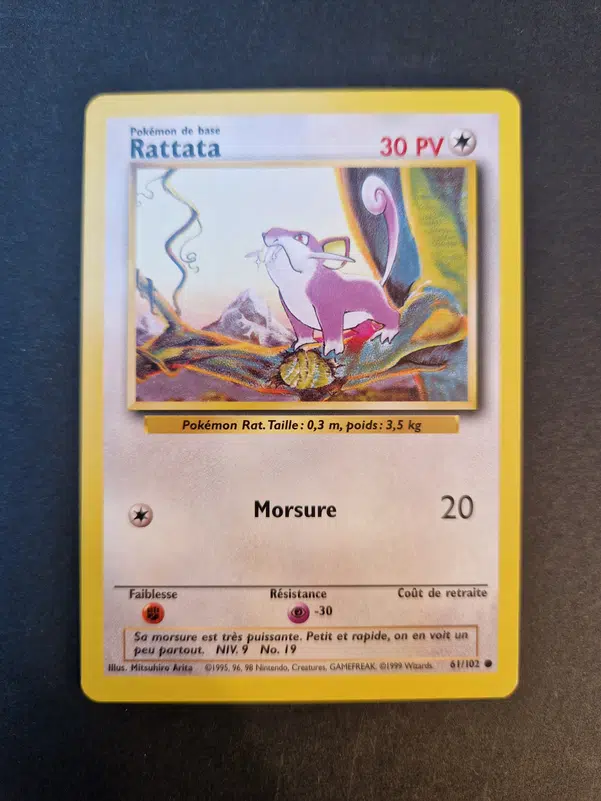 Pokémon de base
Rattata 30 PV
Pokémon Rat. Taille : 0,3 m, poids : 3,5 kg
Morsure 20
Faiblesse Résistance Coût de retraite
-30
Sa morsure est très puissante. Petit et rapide, on en voit un
peu partout. NIV. 9 No. 19
Illus. Mitsuhiro Arita ©1995, 96, 98 Nintendo, Creatures, GAMEFREAK. ©1999 Wizards. 61/102